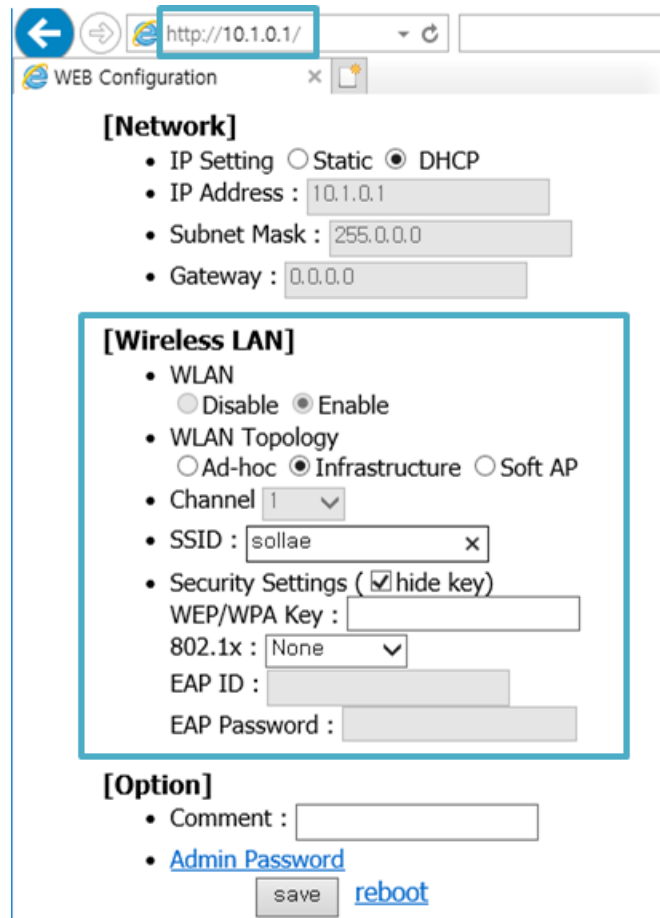 http://10.1.0.1/
WEB Configuration
[Network]
IP Setting Static DHCP
IP Address : 10.1.0.1
Subnet Mask : 255.0.0.0
Gateway : 0.0.0.0
[Wireless LAN]
WLAN
Disable Enable
WLAN Topology
Ad-hoc Infrastructure Soft AP
Channel 1
SSID : sollae
Security Settings ( hide key)
WEP/WPA Key :
802.1x : None
EAP ID :
EAP Password :
[Option]
Comment :
Admin Password
save reboot